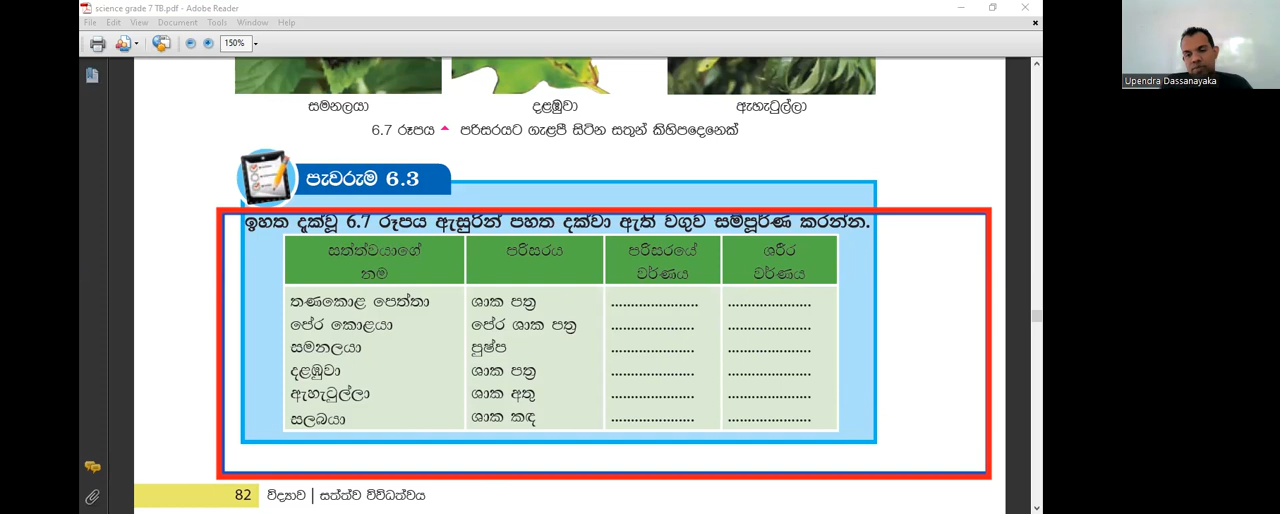 science grade 7 TB.pdf - Adobe Reader
File Edit View Document Tools Window Help
150%
Upendra Dassanayaka
සමනලයා දළඹුවා ඇහැටුල්ලා
6.7 රූපය පරිසරයට ගැළපී සිටින සතුන් කිහිපදෙනෙක්
පැවරුම 6.3
ඉහත දැක්වූ 6.7 රූපය ඇසුරින් පහත දක්වා ඇති වගුව සම්පූර්ණ කරන්න.
සත්ත්වයාගේ නම පරිසරය පරිසරයේ වර්ණය ශරීර වර්ණය
තණකොළ පෙත්තා ශාක පත්‍ර ...................... .....................
පේර කොළයා පේර ශාක පත්‍ර ..................... .....................
සමනලයා පුෂ්ප ..................... .....................
දළඹුවා ශාක පත්‍ර ..................... .....................
ඇහැටුල්ලා ශාක අතු ..................... .....................
සලබයා ශාක කඳ ..................... .....................
82 විද්‍යාව | සත්ත්ව විවිධත්වය